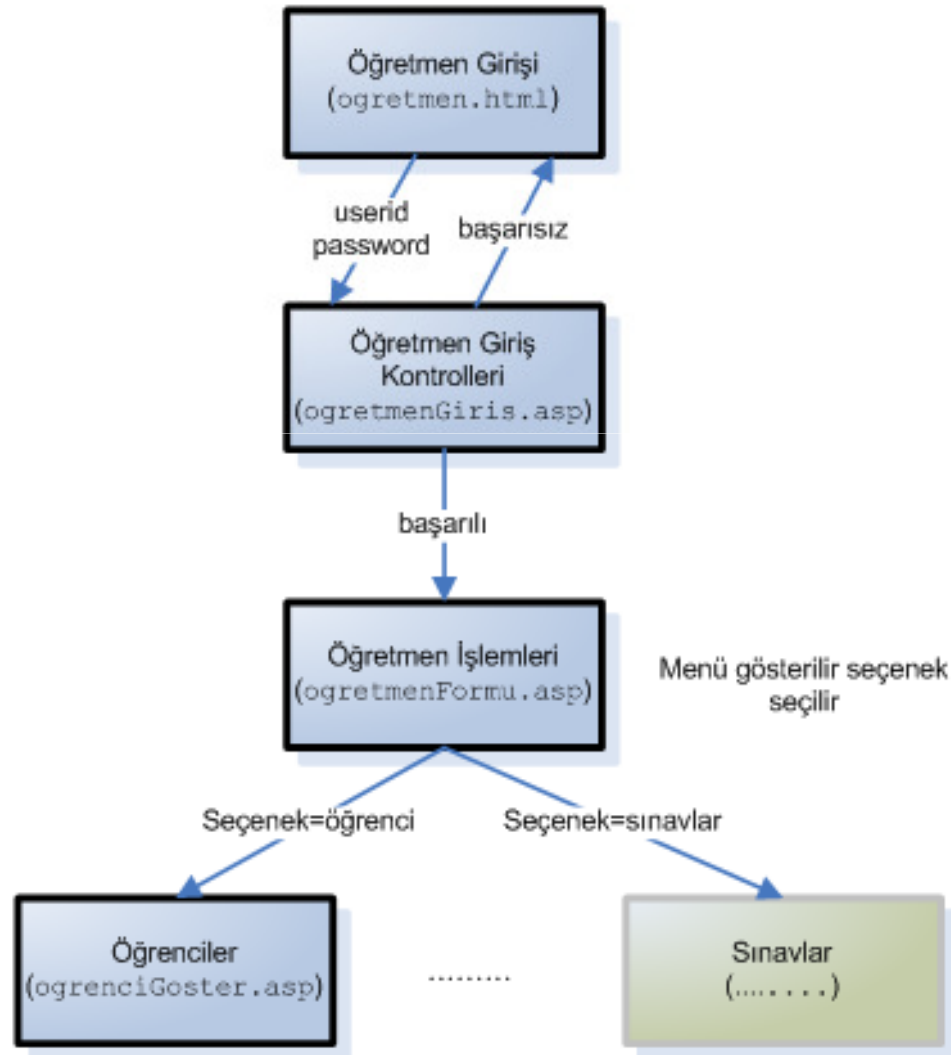 Öğretmen Girişi
(ogretmen.html)
userid
password
başarısız
Öğretmen Giriş
Kontrolleri
(ogretmenGiris.asp)
başarılı
Öğretmen İşlemleri
(ogretmenFormu.asp)
Menü gösterilir seçenek
seçilir
Seçenek=öğrenci
Seçenek=sınavlar
Öğrenciler
(ogrenciGoster.asp)
.........
Sınavlar
(........)